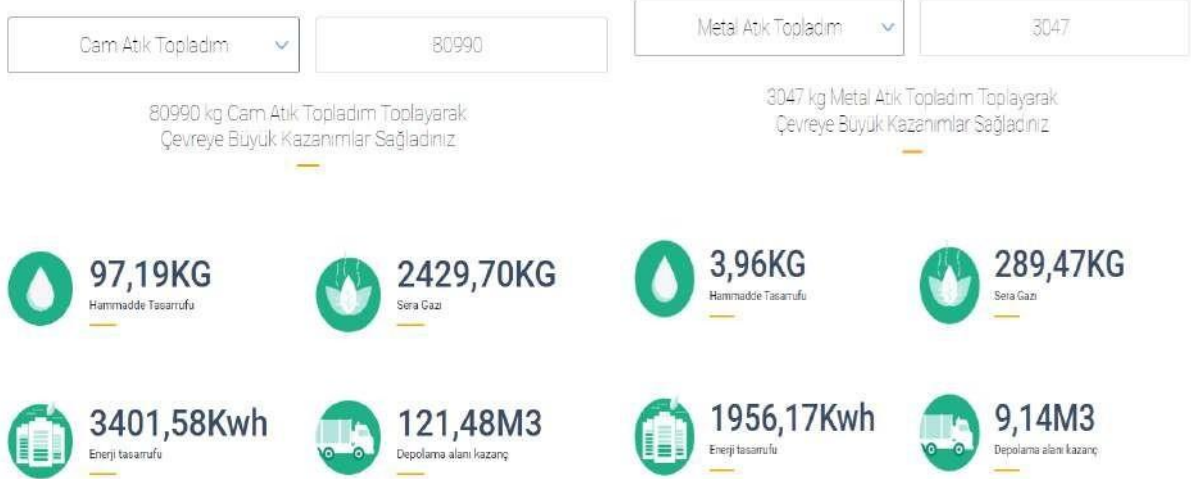 Cam Atık Topladım
80990
80990 kg Cam Atık Topladım Toplayarak
Çevreye Büyük Kazanımlar Sağladınız
97,19KG
Hammadde Tasarrufu
2429,70KG
Sera Gazı
3401,58Kwh
Enerji tasarrufu
121,48M3
Depolama alanı kazanç
Metal Atık Topladım
3047
3047 kg Metal Atık Topladım Toplayarak
Çevreye Büyük Kazanımlar Sağladınız
3,96KG
Hammadde Tasarrufu
289,47KG
Sera Gazı
1956,17Kwh
Enerji tasarrufu
9,14M3
Depolama alanı kazanç